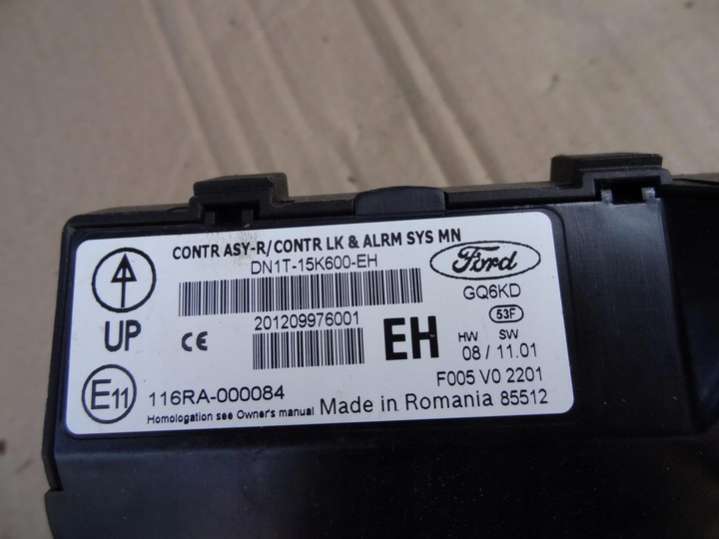 CONTR ASY-R/CONTR LK & ALRM SYS MN
DN1T-15K600-EH
Ford
GQ6KD
201209976001
53F
UP
CE
EH
HW SW
08 / 11.01
F005 V0 2201
E11
116RA-000084
Homologation see Owner's manual
Made in Romania 85512